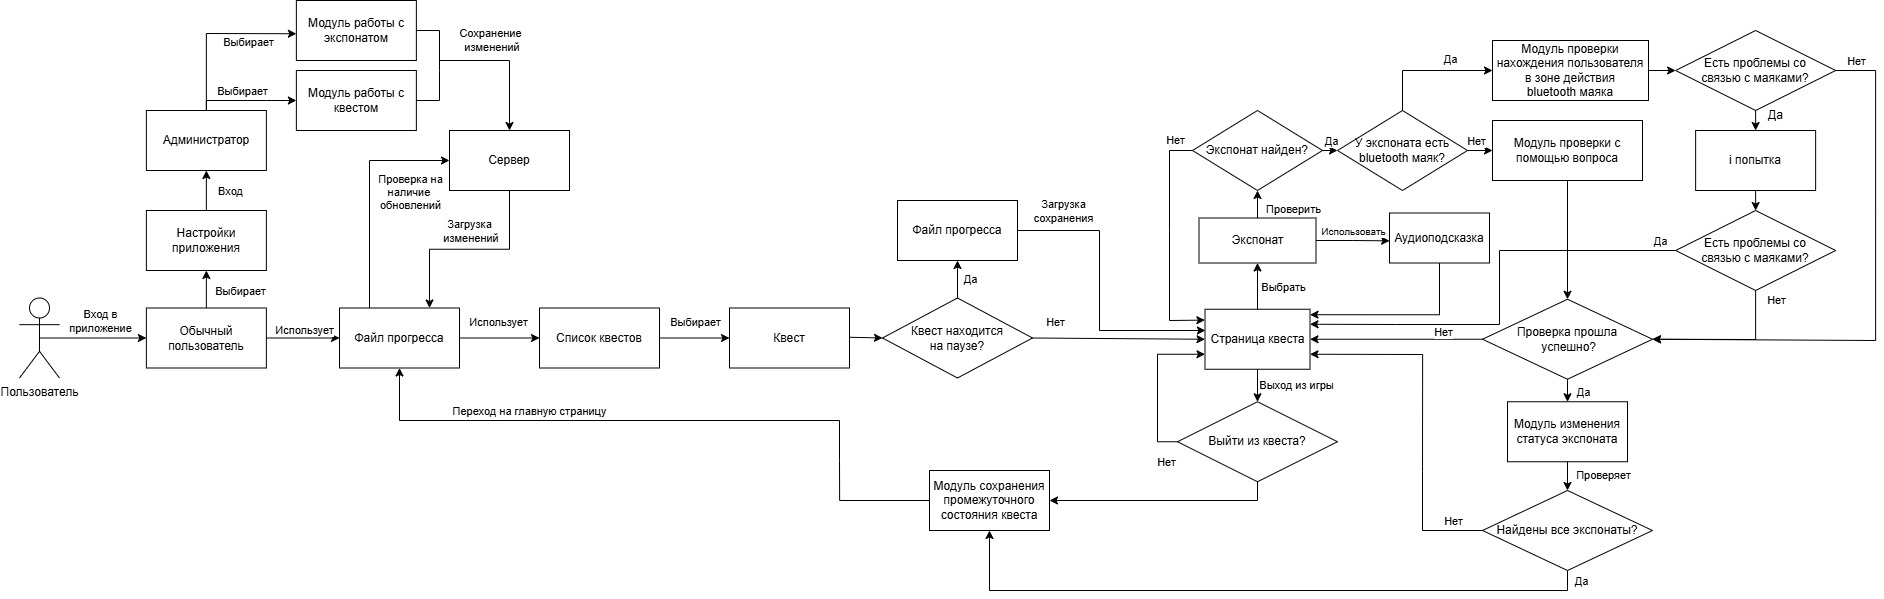 Модуль работы с
экспонатом
Выбирает
Сохранение
изменений
Модуль работы с
квестом
Выбирает
Администратор
Вход
Настройки
приложения
Выбирает
Вход в
приложение
Пользователь
Обычный
пользователь
Использует
Сервер
Проверка на
наличие
обновлений
Загрузка
изменений
Файл прогресса
Использует
Список квестов
Выбирает
Квест
Квест находится
на паузе?
Да
Нет
Файл прогресса
Загрузка
сохранения
Страница квеста
Выбрать
Экспонат
Проверить
Использовать
Аудиоподсказка
Экспонат найден?
Нет
Да
У экспоната есть
bluetooth маяк?
Да
Нет
Модуль проверки
нахождения пользователя
в зоне действия
bluetooth маяка
Есть проблемы со
связью с маяками?
Нет
Да
i попытка
Есть проблемы со
связью с маяками?
Да
Нет
Модуль проверки с
помощью вопроса
Проверка прошла
успешно?
Нет
Да
Модуль изменения
статуса экспоната
Проверяет
Найдены все экспонаты?
Нет
Да
Выход из игры
Выйти из квеста?
Нет
Модуль сохранения
промежуточного
состояния квеста
Переход на главную страницу